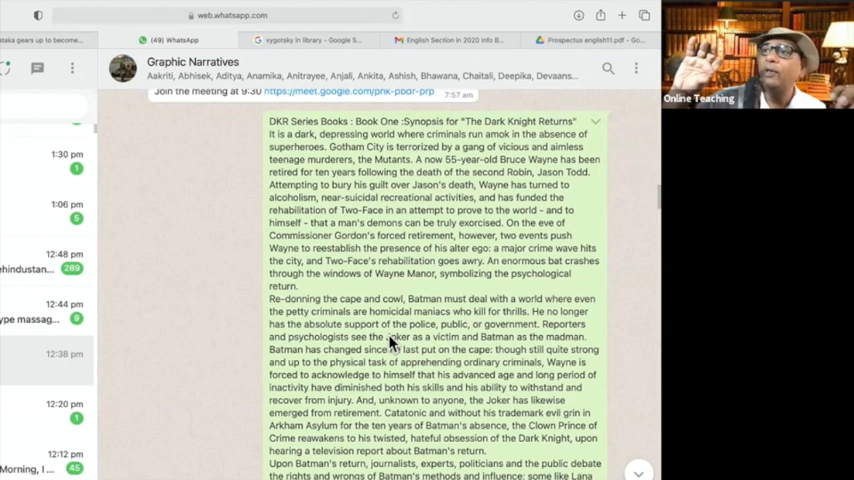 web.whatsapp.com
ataka gears up to become...
(49) WhatsApp
vygotsky in library - Google S...
English Section in 2020 info B...
Prospectus english11.pdf - Go...
Graphic Narratives
Aakriti, Abhisek, Aditya, Anamika, Anitrayee, Anjali, Ankita, Ashish, Bhawana, Chaitali, Deepika, Devaans...
Online Teaching
Join the meeting at 9:30 https://meet.google.com/pnk-pbdr-prp
7:57 am
1:30 pm
1
1:06 pm
5
12:48 pm
ehindustan...
289
12:44 pm
ype massag...
9
12:38 pm
12:20 pm
1
12:12 pm
Morning, I ...
45
DKR Series Books : Book One :Synopsis for "The Dark Knight Returns"
It is a dark, depressing world where criminals run amok in the absence of
superheroes. Gotham City is terrorized by a gang of vicious and aimless
teenage murderers, the Mutants. A now 55-year-old Bruce Wayne has been
retired for ten years following the death of the second Robin, Jason Todd.
Attempting to bury his guilt over Jason's death, Wayne has turned to
alcoholism, near-suicidal recreational activities, and has funded the
rehabilitation of Two-Face in an attempt to prove to the world - and to
himself - that a man's demons can be truly exorcised. On the eve of
Commissioner Gordon's forced retirement, however, two events push
Wayne to reestablish the presence of his alter ego: a major crime wave hits
the city, and Two-Face's rehabilitation goes awry. An enormous bat crashes
through the windows of Wayne Manor, symbolizing the psychological
return.
Re-donning the cape and cowl, Batman must deal with a world where even
the petty criminals are homicidal maniacs who kill for thrills. He no longer
has the absolute support of the police, public, or government. Reporters
and psychologists see the Joker as a victim and Batman as the madman.
Batman has changed since last put on the cape: though still quite strong
and up to the physical task of apprehending ordinary criminals, Wayne is
forced to acknowledge to himself that his advanced age and long period of
inactivity have diminished both his skills and his ability to withstand and
recover from injury. And, unknown to anyone, the Joker has likewise
emerged from retirement. Catatonic and without his trademark evil grin in
Arkham Asylum for the ten years of Batman's absence, the Clown Prince of
Crime reawakens to his twisted, hateful obsession of the Dark Knight, upon
hearing a television report about Batman's return.
Upon Batman's return, journalists, experts, politicians and the public debate
the rights and wrongs of Batman's methods and influence: some like Lana